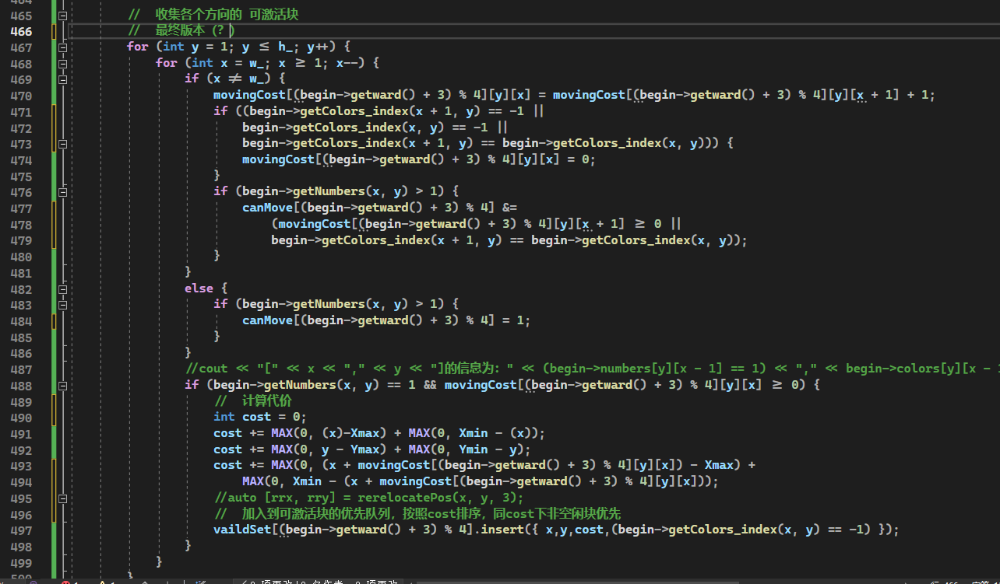 465 // 收集各个方向的 可激活块
466 // 最终版本（? ）
467 for (int y = 1; y ≤ h_; y++) {
468 for (int x = w_; x ≥ 1; x--) {
469 if (x ≠ w_) {
470 movingCost[(begin->getward() + 3) % 4][y][x] = movingCost[(begin->getward() + 3) % 4][y][x + 1] + 1;
471 if ((begin->getColors_index(x + 1, y) == -1 ||
472 begin->getColors_index(x, y) == -1 ||
473 begin->getColors_index(x + 1, y) == begin->getColors_index(x, y))) {
474 movingCost[(begin->getward() + 3) % 4][y][x] = 0;
475 }
476 if (begin->getNumbers(x, y) > 1) {
477 canMove[(begin->getward() + 3) % 4] &=
478 (movingCost[(begin->getward() + 3) % 4][y][x + 1] ≥ 0 ||
479 begin->getColors_index(x + 1, y) == begin->getColors_index(x, y));
480 }
481 }
482 else {
483 if (begin->getNumbers(x, y) > 1) {
484 canMove[(begin->getward() + 3) % 4] = 1;
485 }
486 }
487 //cout << "[" << x << "," << y << "]的信息为: " << (begin->numbers[y][x - 1] == 1) << "," << begin->colors[y][x -
488 if (begin->getNumbers(x, y) == 1 && movingCost[(begin->getward() + 3) % 4][y][x] ≥ 0) {
489 // 计算代价
490 int cost = 0;
491 cost += MAX(0, (x)-Xmax) + MAX(0, Xmin - (x));
492 cost += MAX(0, y - Ymax) + MAX(0, Ymin - y);
493 cost += MAX(0, (x + movingCost[(begin->getward() + 3) % 4][y][x]) - Xmax) +
494 MAX(0, Xmin - (x + movingCost[(begin->getward() + 3) % 4][y][x]));
495 //auto [rrx, rry] = rerelocatePos(x, y, 3);
496 // 加入到可激活块的优先队列，按照cost排序，同cost下非空闲块优先
497 vaildSet[(begin->getward() + 3) % 4].insert({ x,y,cost,(begin->getColors_index(x, y) == -1) });
498 }
499 }